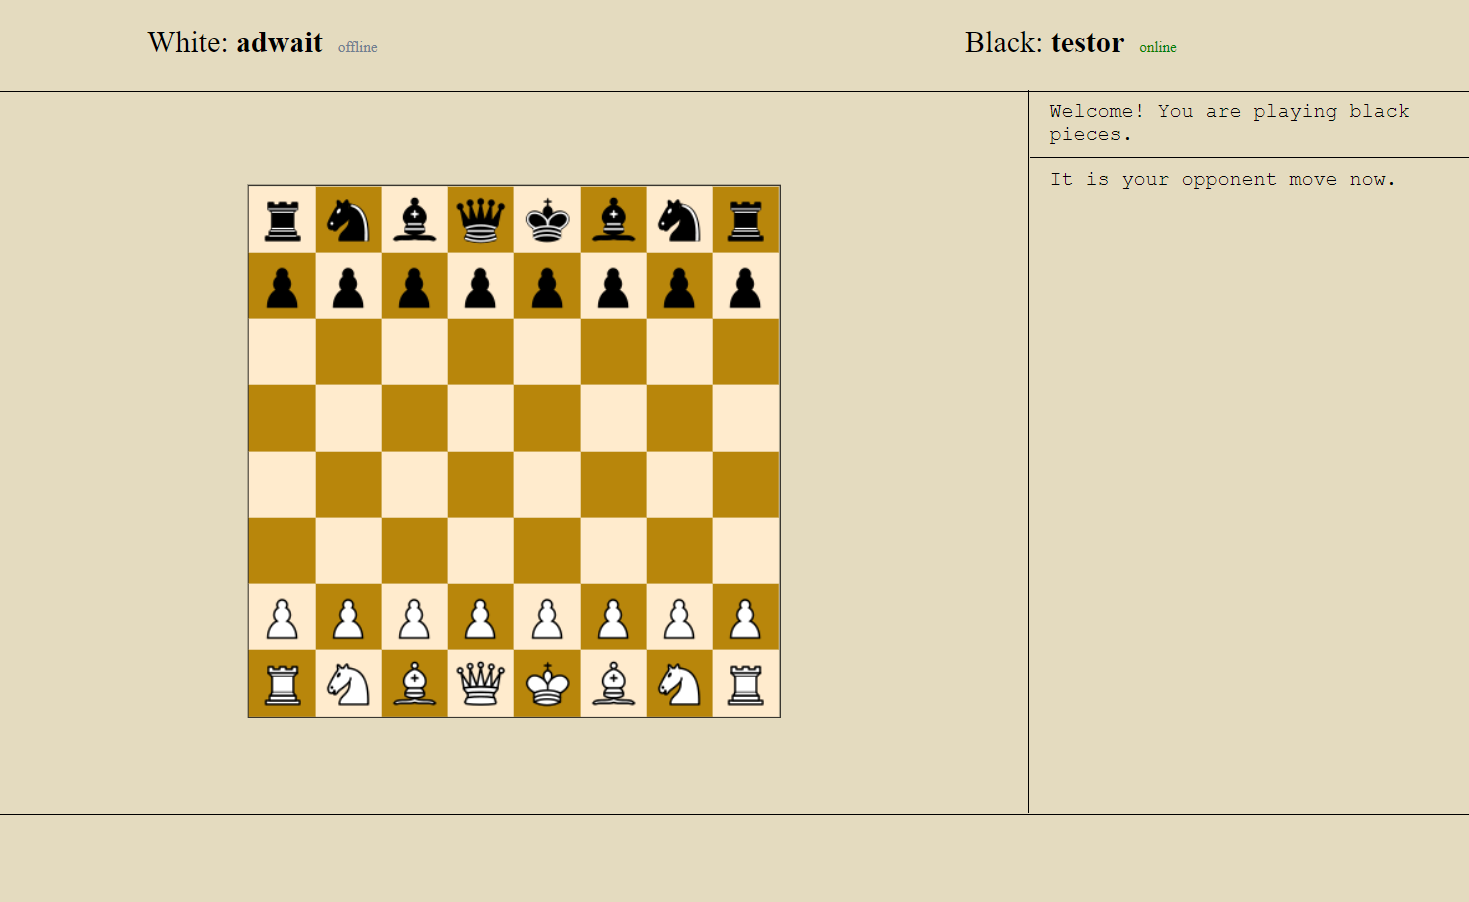 White: adwait offline
Black: testor online
Welcome! You are playing black
pieces.
It is your opponent move now.